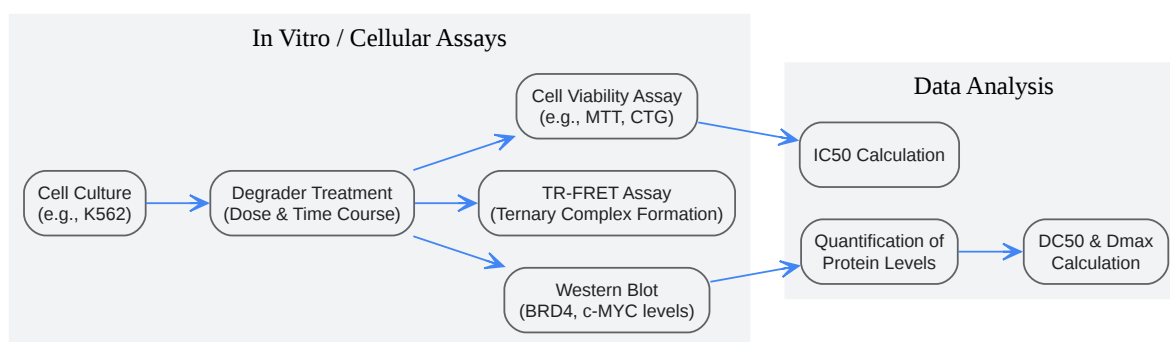 In Vitro / Cellular Assays
Cell Culture
(e.g., K562)
Degrader Treatment
(Dose & Time Course)
Cell Viability Assay
(e.g., MTT, CTG)
TR-FRET Assay
(Ternary Complex Formation)
Western Blot
(BRD4, c-MYC levels)
Data Analysis
IC50 Calculation
Quantification of
Protein Levels
DC50 & Dmax
Calculation